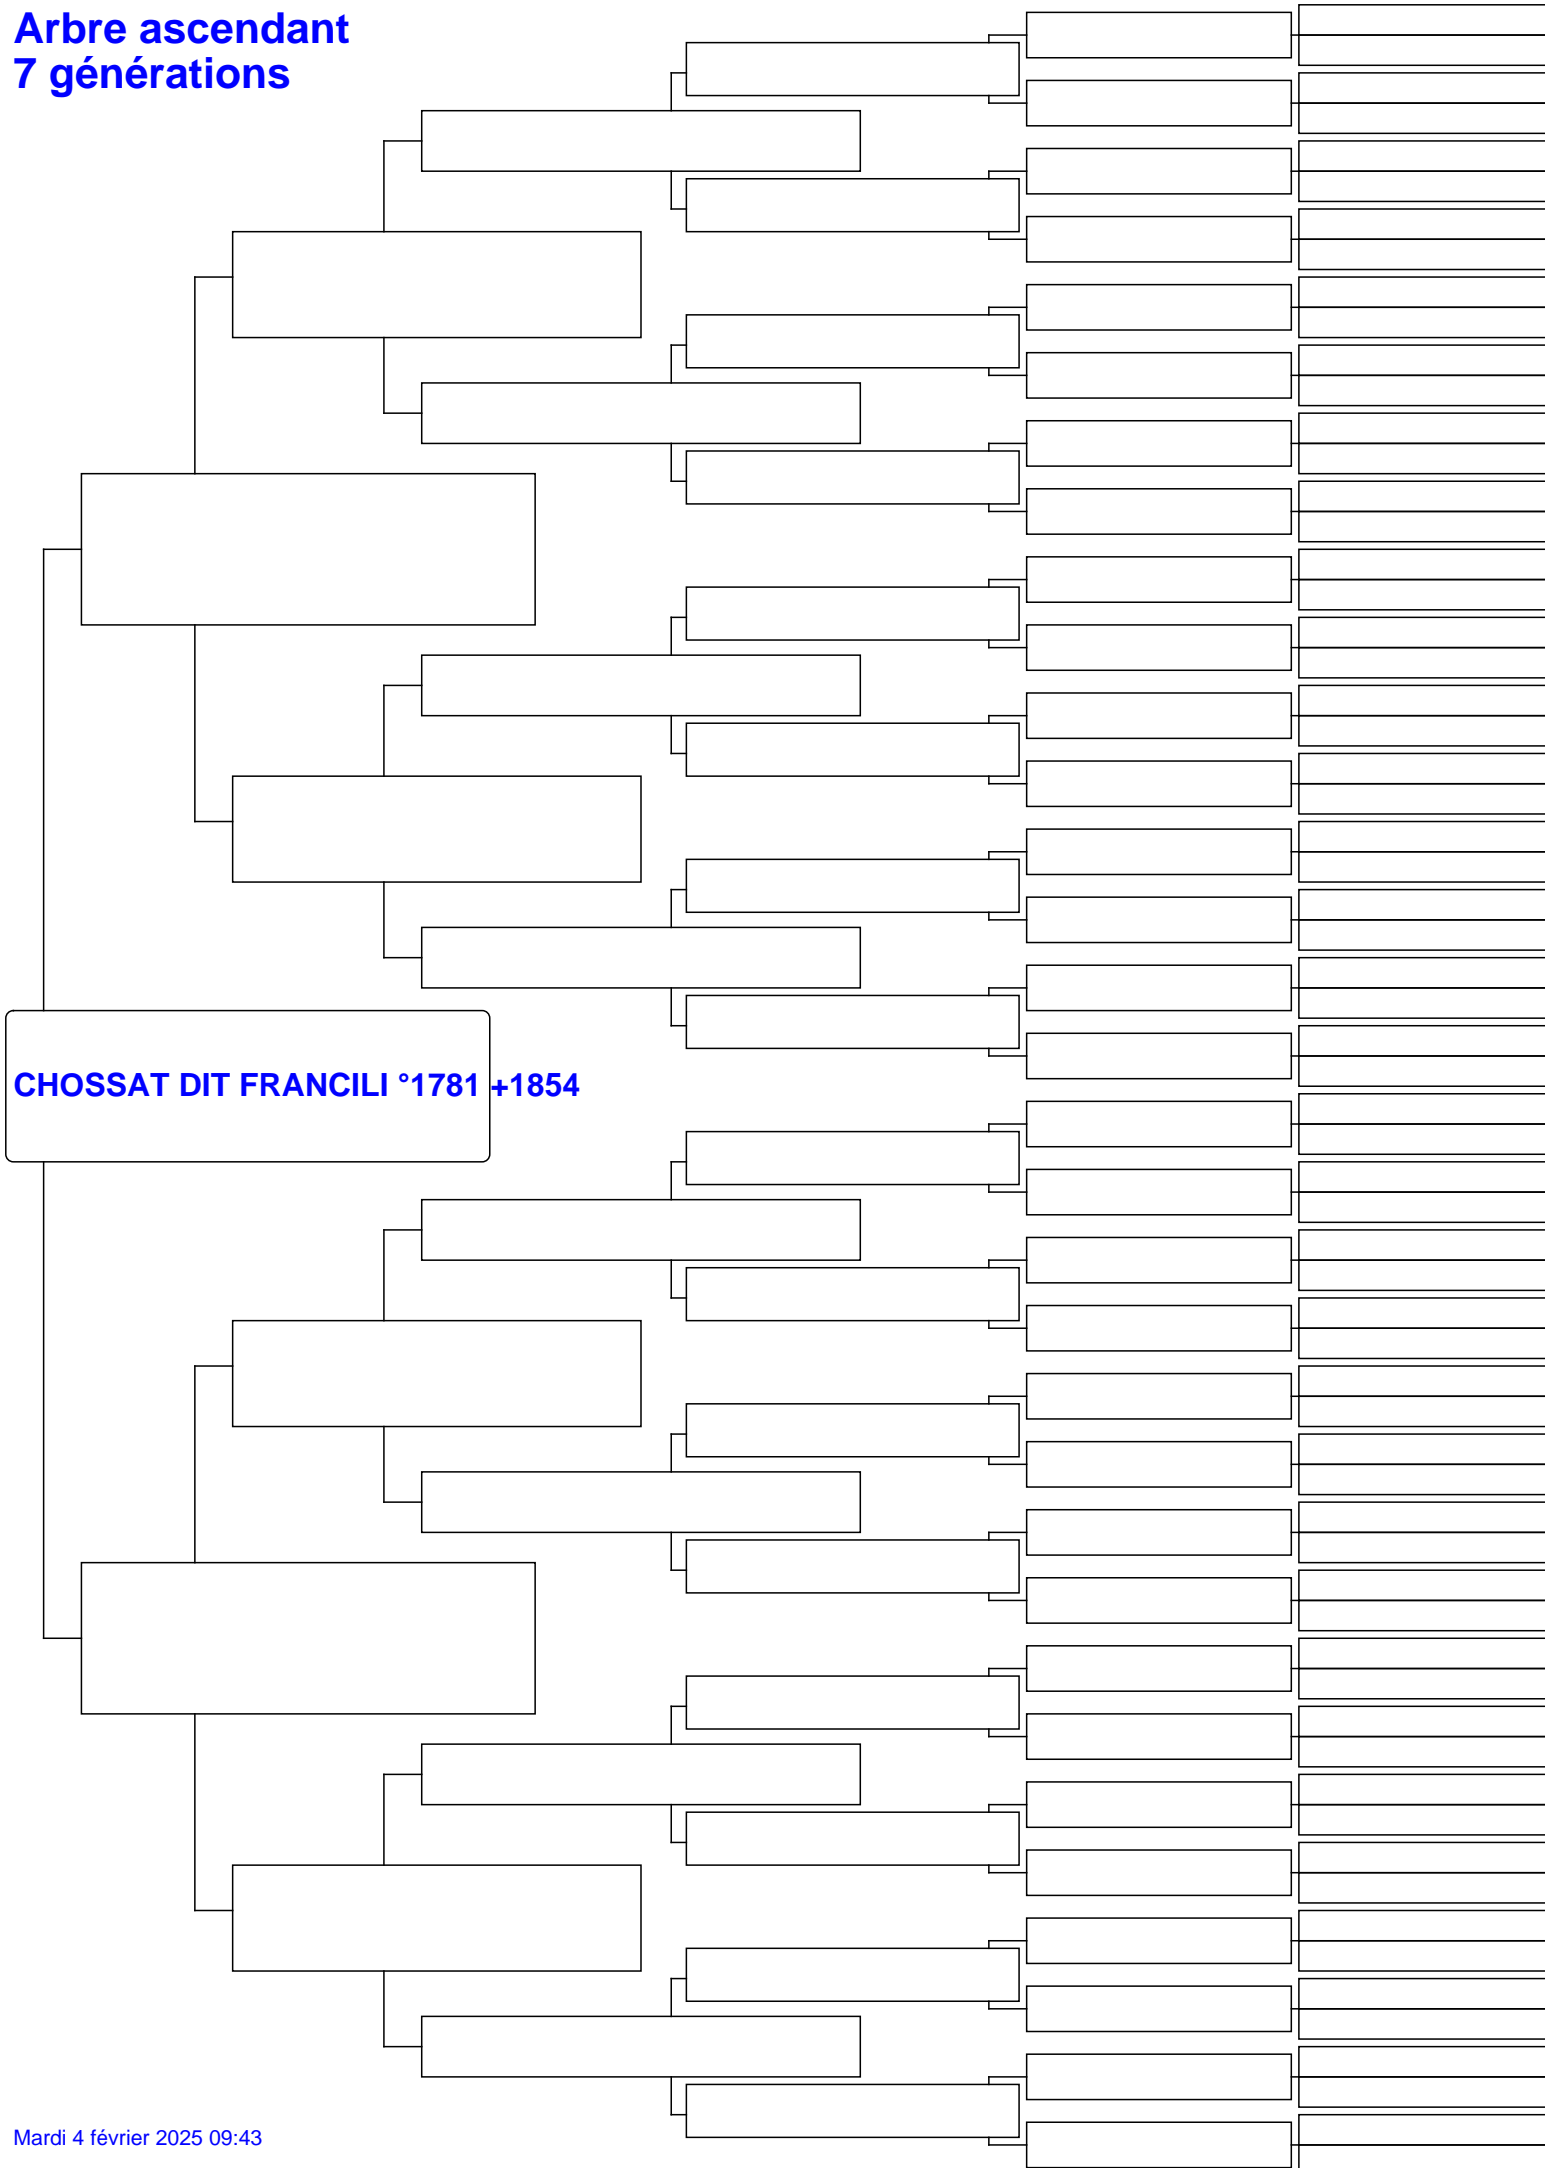 Arbre ascendant
7 générations
CHOSSAT DIT FRANCILI °1781 +1854
Mardi 4 février 2025 09:43